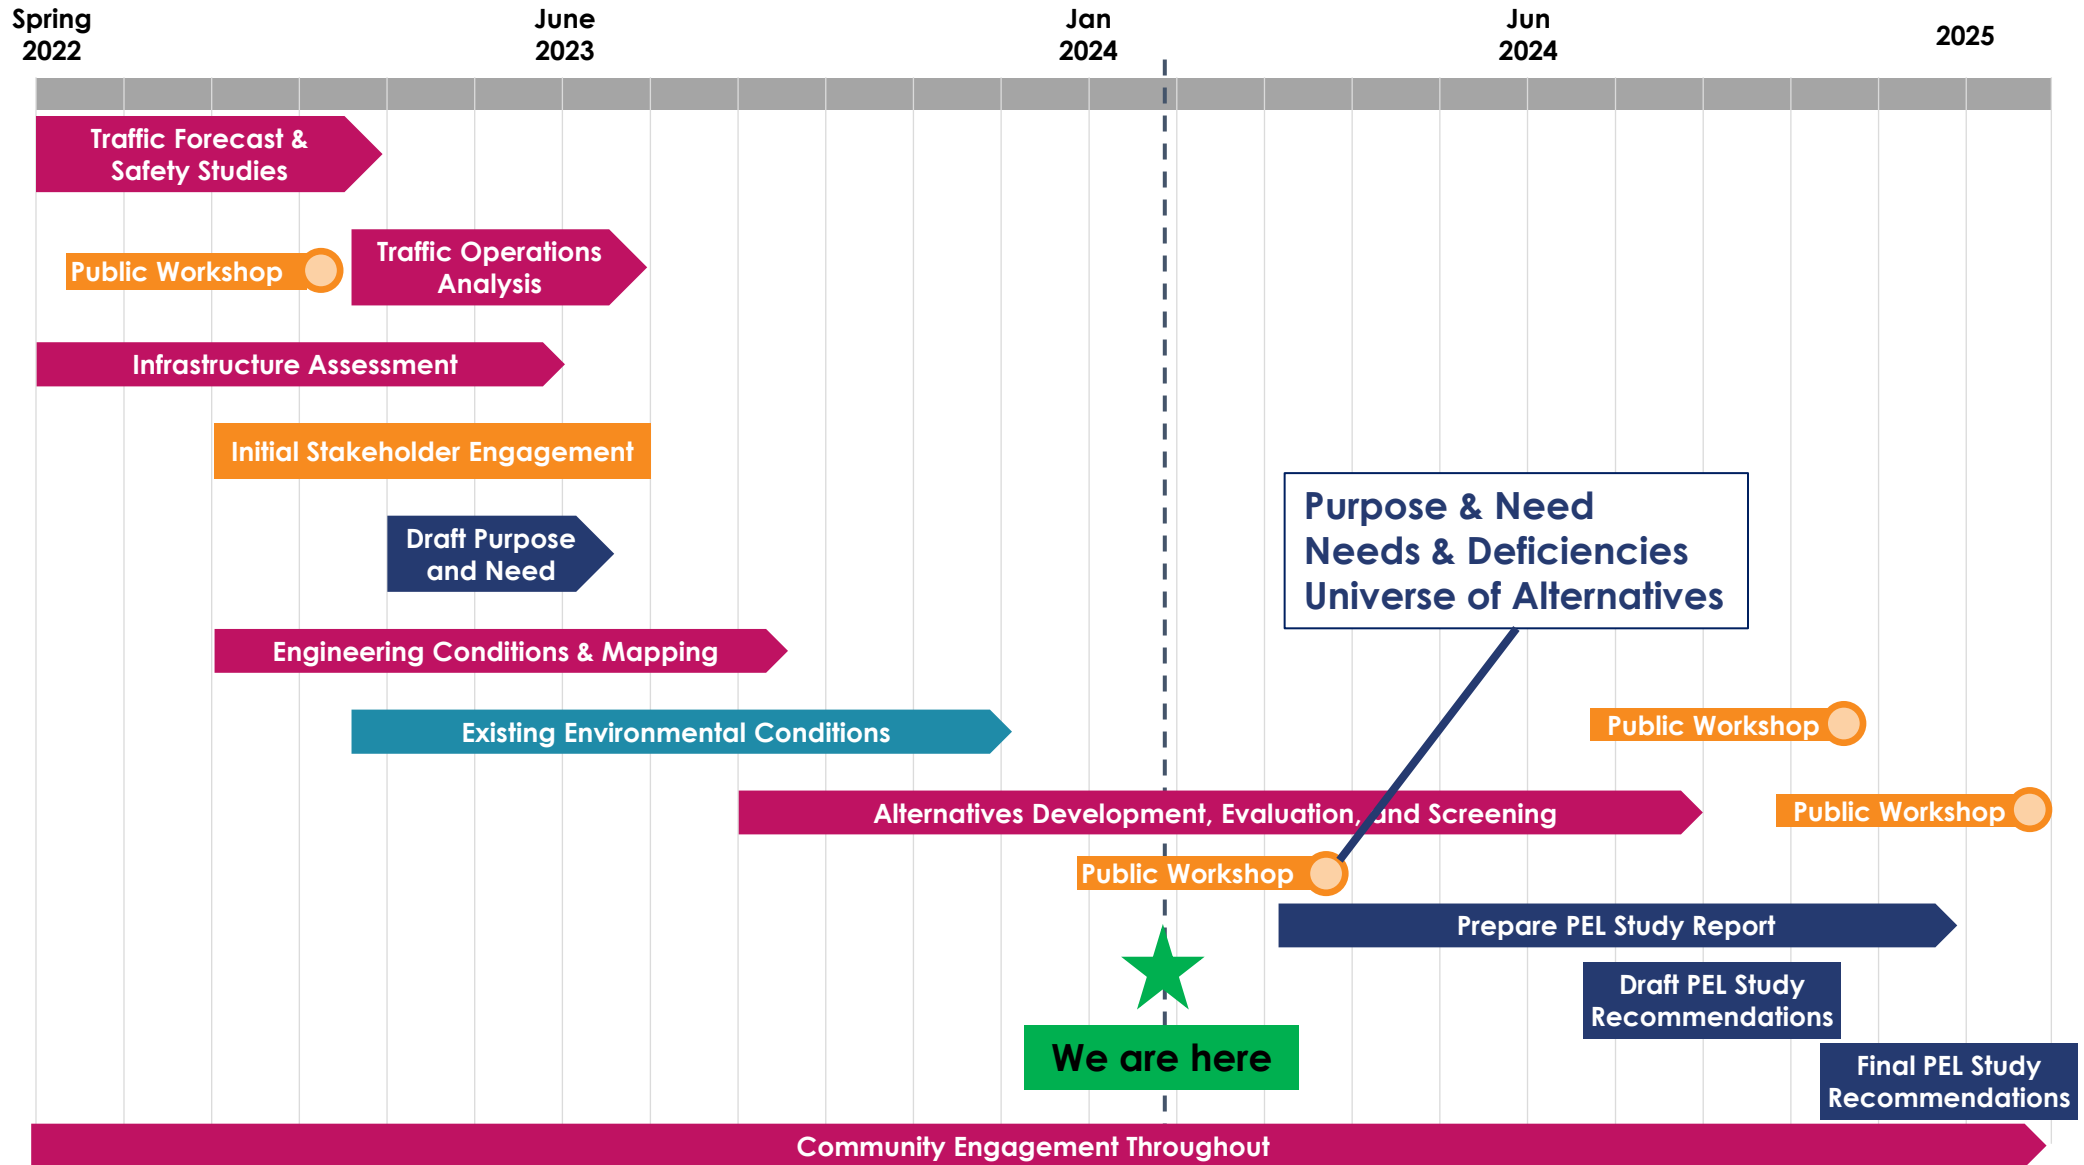 Spring
2022
June
2023
Jan
2024
Jun
2024
2025
Traffic Forecast &
Safety Studies
Public Workshop
Traffic Operations
Analysis
Infrastructure Assessment
Initial Stakeholder Engagement
Draft Purpose
and Need
Purpose & Need
Needs & Deficiencies
Universe of Alternatives
Engineering Conditions & Mapping
Existing Environmental Conditions
Public Workshop
Alternatives Development, Evaluation, and Screening
Public Workshop
Public Workshop
Prepare PEL Study Report
Draft PEL Study
Recommendations
We are here
Final PEL Study
Recommendations
Community Engagement Throughout